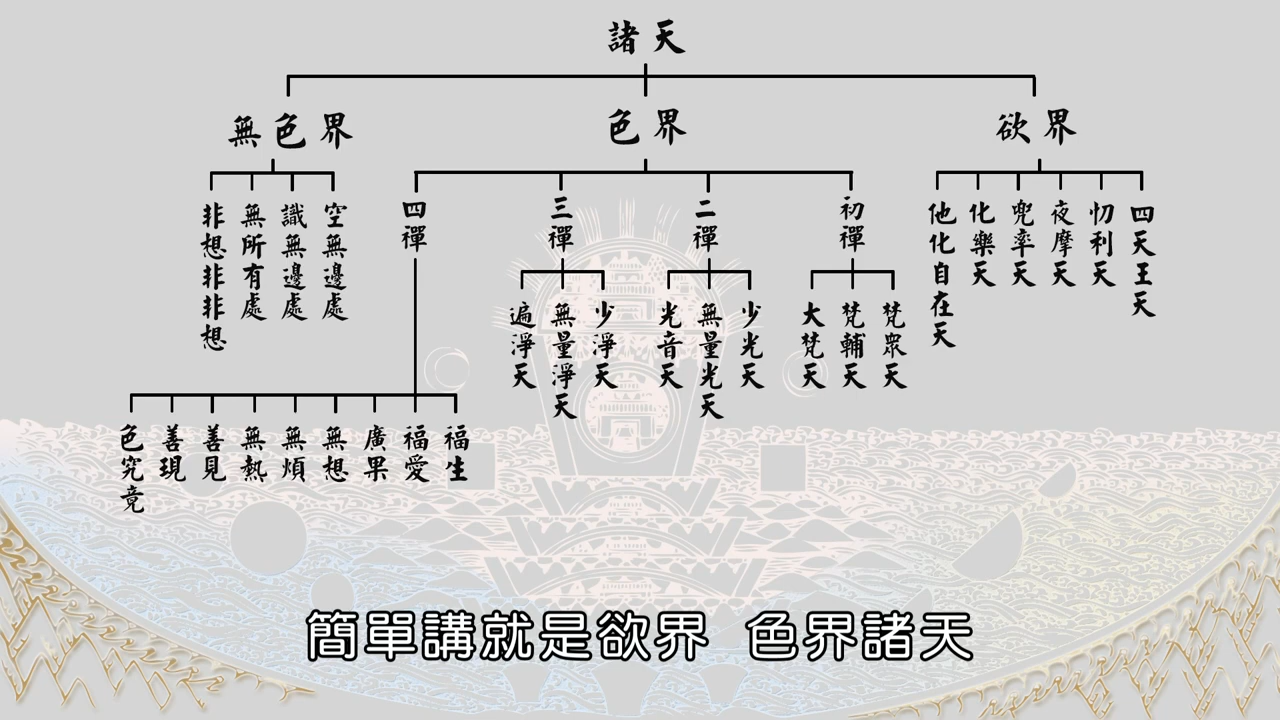 諸天
欲界
色界
無色界
四天王天
忉利天
夜摩天
兜率天
化樂天
他化自在天
初禪
二禪
三禪
四禪
空無邊處
識無邊處
無所有處
非想非非想
梵眾天
梵輔天
大梵天
少光天
無量光天
光音天
少淨天
無量淨天
遍淨天
福生
福愛
廣果
無想
無煩
無熱
善見
善現
色究竟
簡單講就是欲界 色界諸天